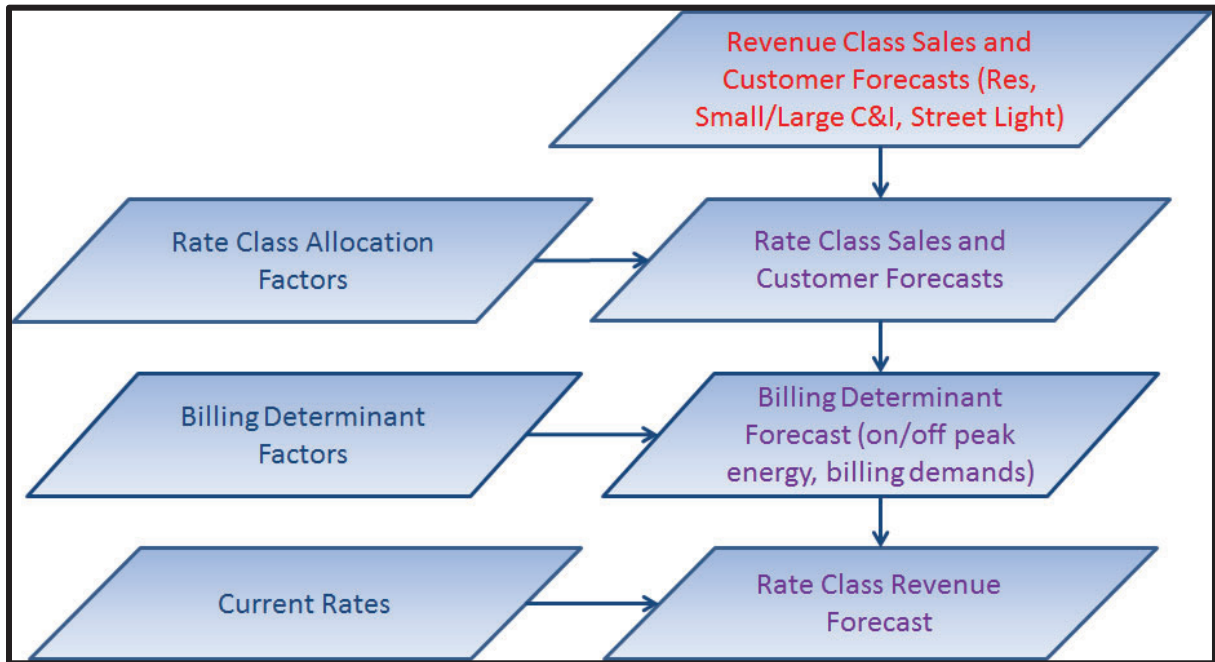 Revenue Class Sales and
Customer Forecasts (Res,
Small/Large C&I, Street Light)
Rate Class Allocation
Factors
Rate Class Sales and
Customer Forecasts
Billing Determinant
Factors
Billing Determinant
Forecast (on/off peak
energy, billing demands)
Current Rates
Rate Class Revenue
Forecast